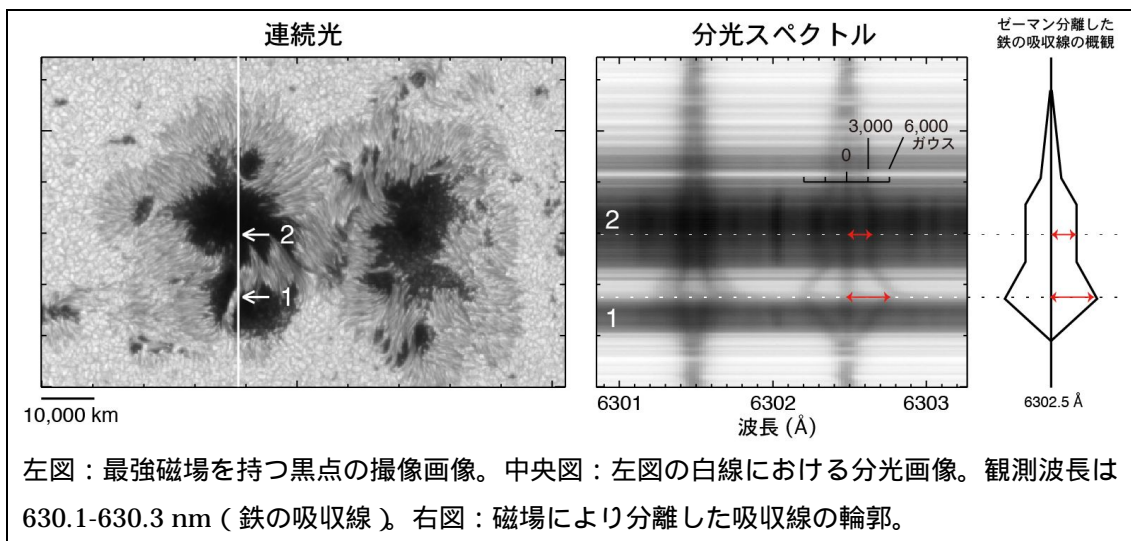 連続光
分光スペクトル
ゼーマン分離した
鉄の吸収線の概観
3,000 6,000
ガウス
0
2
1
2
1
10,000 km
6301 6302 6303
波長 (Å)
6302.5 Å
左図：最強磁場を持つ黒点の撮像画像。中央図：左図の白線における分光画像。観測波長は
630.1-630.3 nm（鉄の吸収線）。右図：磁場により分離した吸収線の輪郭。